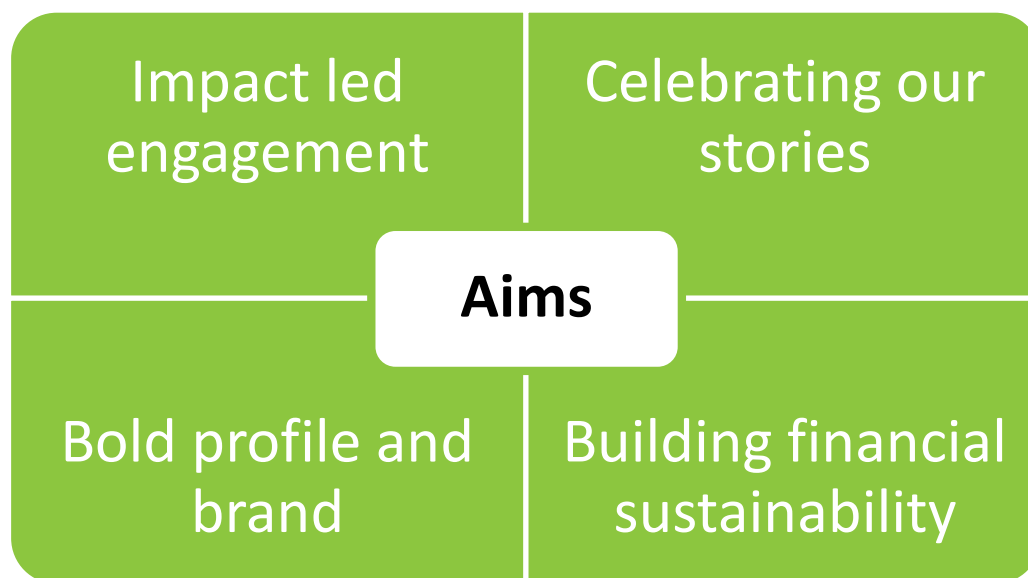 Impact led
engagement
Celebrating our
stories
Aims
Bold profile and
brand
Building financial
sustainability